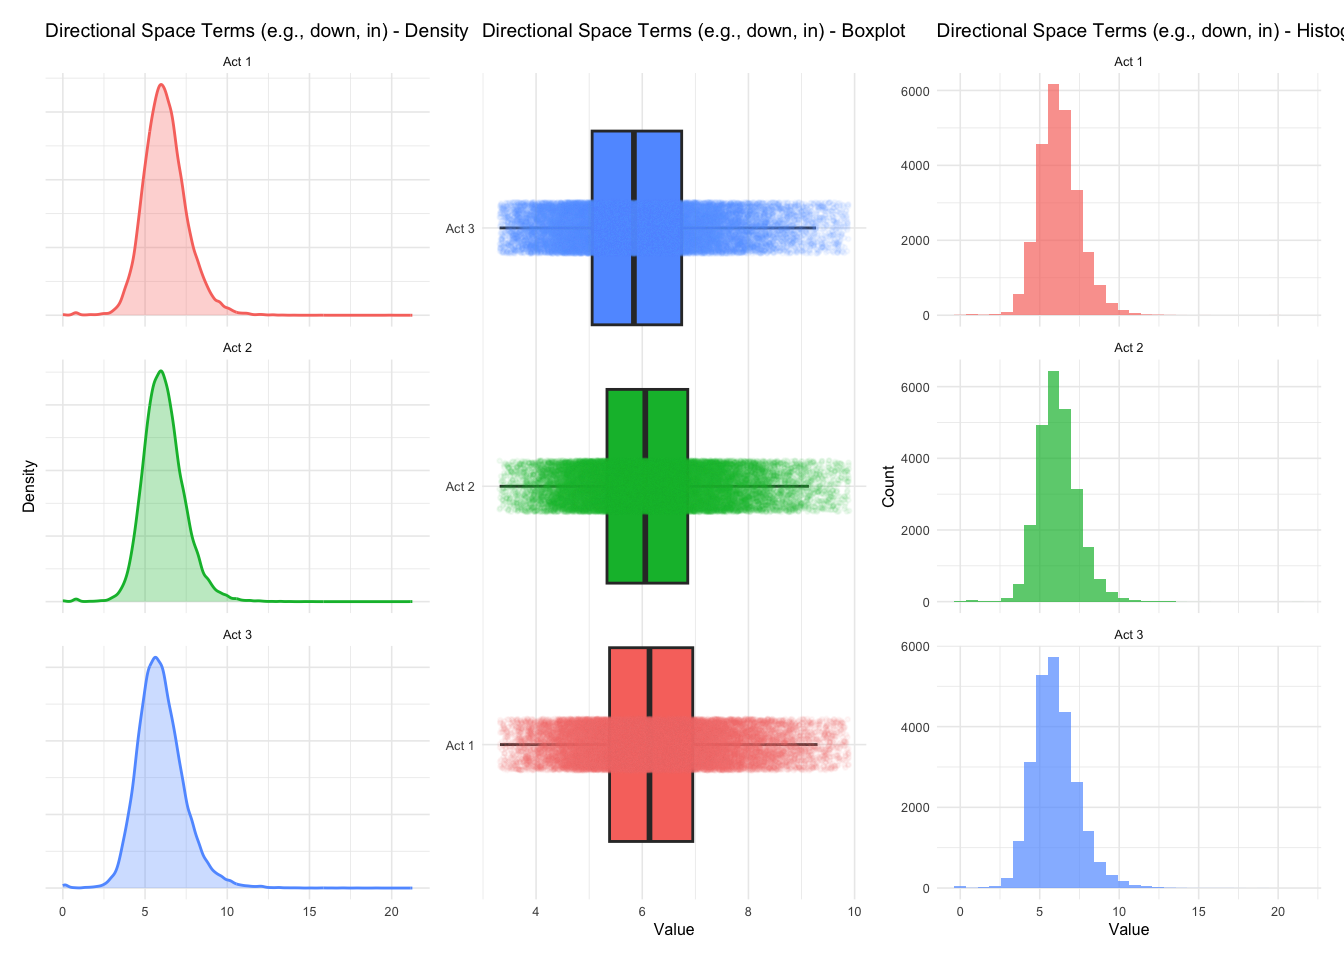 Directional Space Terms (e.g., down, in) - Density
Act 1
Act 2
Act 3
Density
0 5 10 15 20
Directional Space Terms (e.g., down, in) - Boxplot
Act 3
Act 2
Act 1
4 6 8 10
Value
Directional Space Terms (e.g., down, in) - Histog
Act 1
6000
4000
2000
0
Act 2
6000
4000
2000
0
Act 3
6000
4000
2000
0
Count
0 5 10 15 20
Value